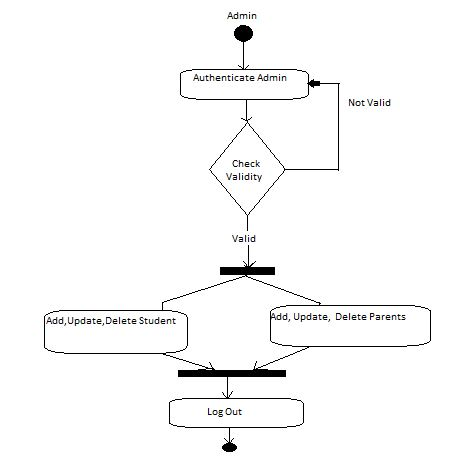 Admin
Authenticate Admin
Not Valid
Check
Validity
Valid
Add,Update,Delete Student
Add, Update, Delete Parents
Log Out